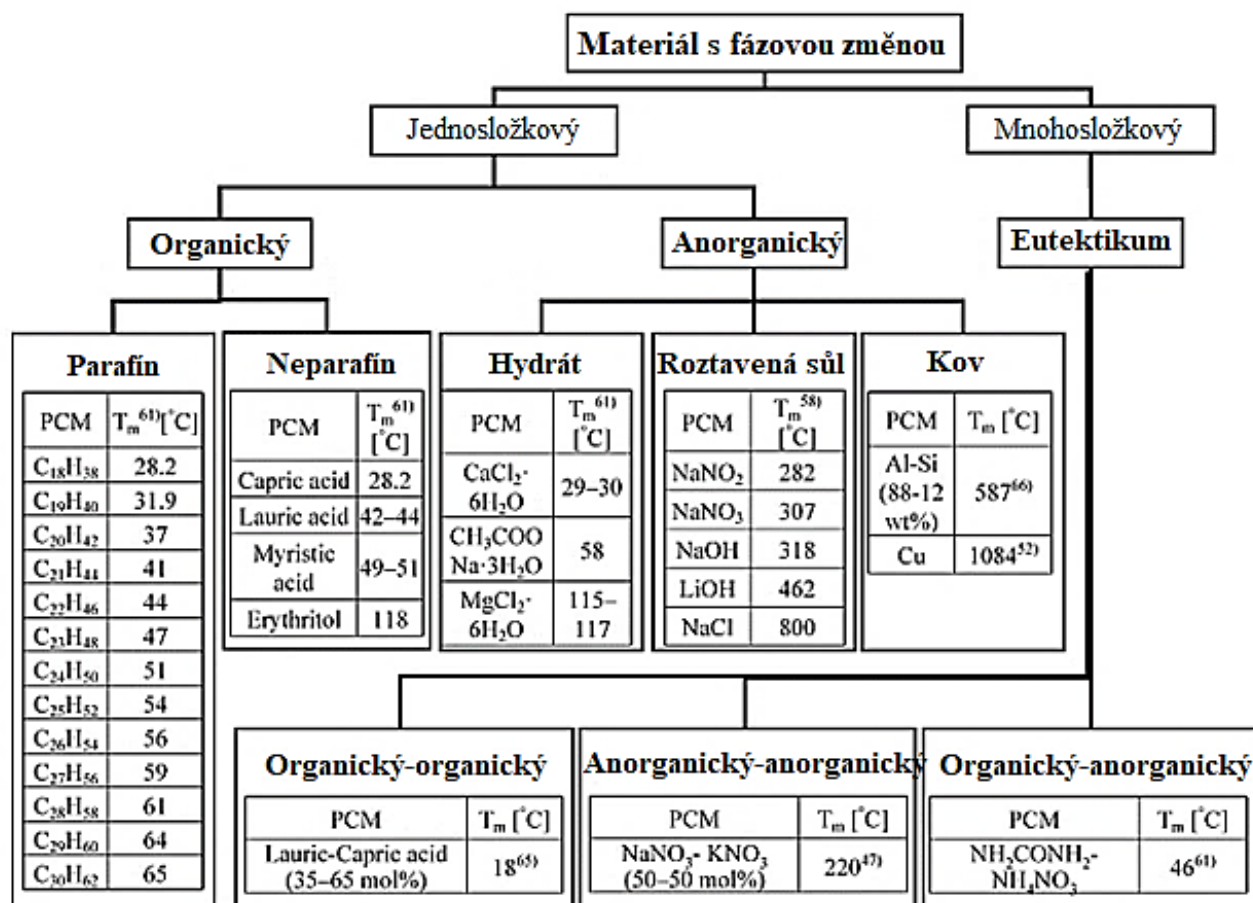 Materiál s fázovou změnou
Jednosložkový
Mnohosložkový
Organický
Anorganický
Eutektikum
Parafín
PCM Tm61)[°C]
C18H38 28.2
C19H40 31.9
C20H42 37
C21H44 41
C22H46 44
C23H48 47
C24H50 51
C25H52 54
C26H54 56
C27H56 59
C28H58 61
C29H60 64
C30H62 65
Neparafín
PCM Tm61)
[°C]
Capric acid 28.2
Lauric acid 42–44
Myristic
acid 49–51
Erythritol 118
Hydrát
PCM Tm61)
[°C]
CaCl2·
6H2O 29–30
CH3COO
Na·3H2O 58
MgCl2· 115–
6H2O 117
Roztavená sůl
PCM Tm58)
[°C]
NaNO2 282
NaNO3 307
NaOH 318
LiOH 462
NaCl 800
Kov
PCM Tm [°C]
Al-Si
(88-12 58766)
wt%)
Cu 108452)
Organický-organický
PCM Tm [°C]
Lauric-Capric acid
(35–65 mol%) 1865)
Anorganický-anorganický
PCM Tm [°C]
NaNO3- KNO3
(50–50 mol%) 22047)
Organický-anorganický
PCM Tm [°C]
NH2CONH2-
NH4NO3 4661)